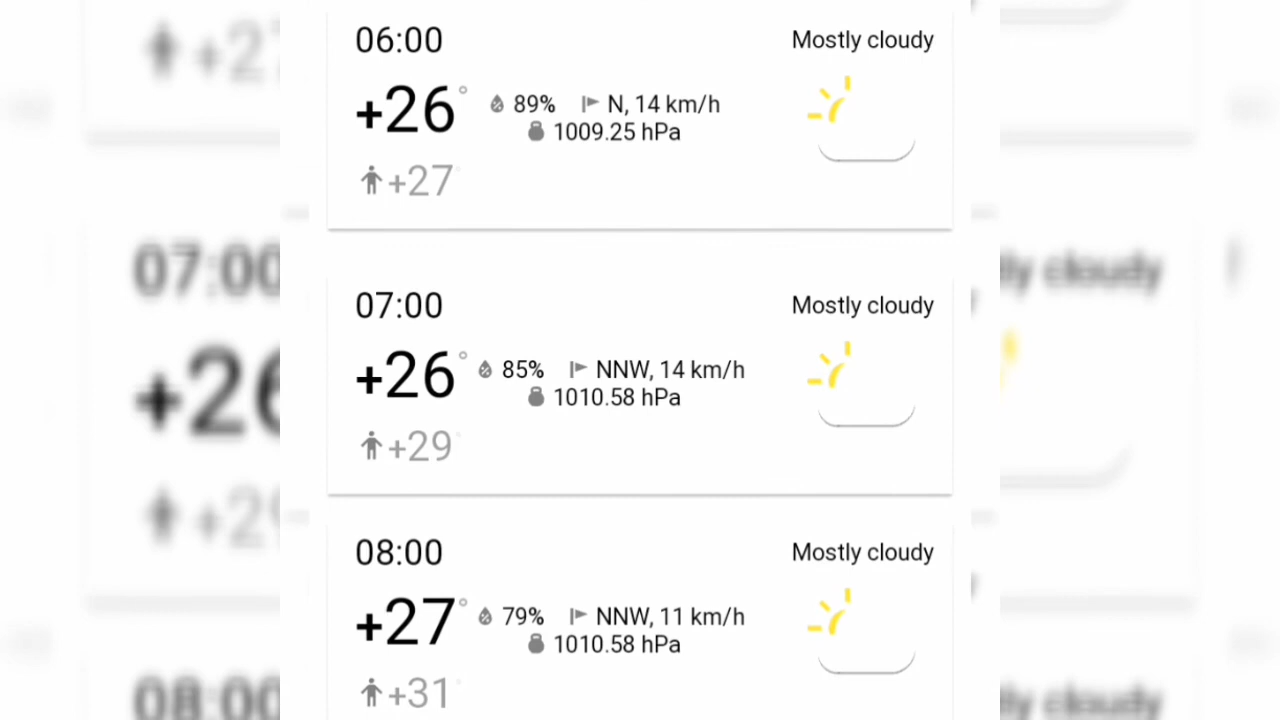 06:00 Mostly cloudy
+26° 89% N, 14 km/h
1009.25 hPa
+27°
07:00 Mostly cloudy
+26° 85% NNW, 14 km/h
1010.58 hPa
+29°
08:00 Mostly cloudy
+27° 79% NNW, 11 km/h
1010.58 hPa
+31°